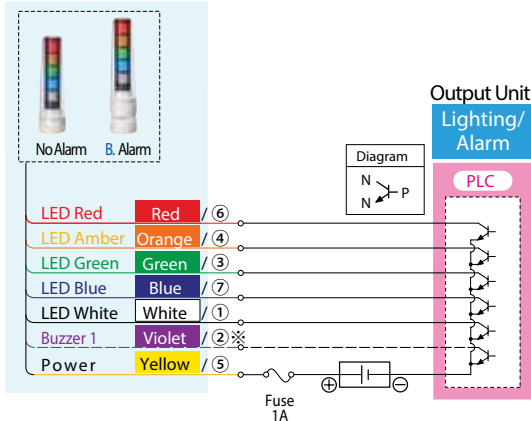 No Alarm
B. Alarm
Output Unit
Lighting/
Alarm
Diagram
N
N
P
PLC
LED Red Red / ⑥
LED Amber Orange / ④
LED Green Green / ③
LED Blue Blue / ⑦
LED White White / ①
Buzzer 1 Violet / ②※
Power Yellow / ⑤
⊕
⊖
Fuse
1A